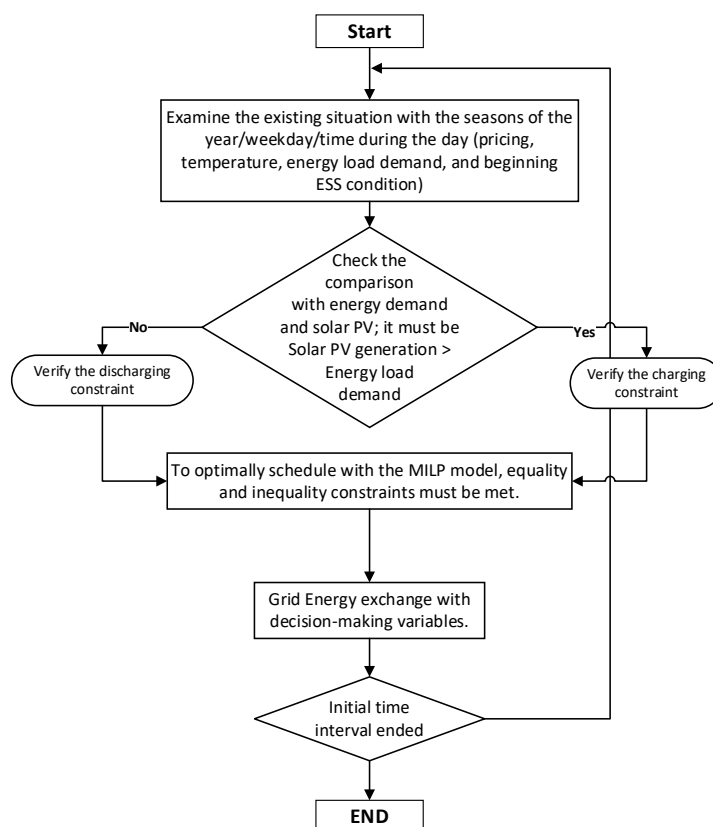 Start
Examine the existing situation with the seasons of the
year/weekday/time during the day (pricing,
temperature, energy load demand, and beginning
ESS condition)
Check the
comparison
with energy demand
and solar PV; it must be
Solar PV generation >
Energy load
demand
No
Yes
Verify the discharging
constraint
Verify the charging
constraint
To optimally schedule with the MILP model, equality
and inequality constraints must be met.
Grid Energy exchange with
decision-making variables.
Initial time
interval ended
END